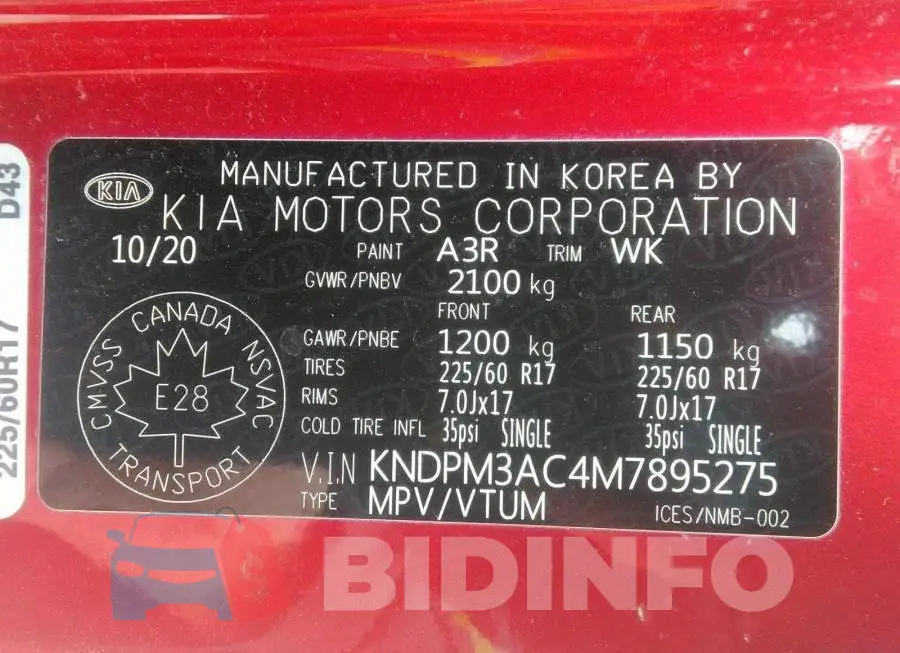 MANUFACTURED IN KOREA BY
KIA
KIA MOTORS CORPORATION
10/20 PAINT A3R TRIM WK
GVWR/PNBV 2100 kg
FRONT REAR
GAWR/PNBE 1200 kg 1150 kg
TIRES 225/60 R17 225/60 R17
RIMS 7.0Jx17 7.0Jx17
COLD TIRE INFL 35psi SINGLE 35psi SINGLE
V.I.N KNDPM3AC4M7895275
TYPE MPV/VTUM
ICES/NMB-002
CMVSS CANADA NSVAC
E28
TRANSPORT
225/60R17 D43
BIDINFO